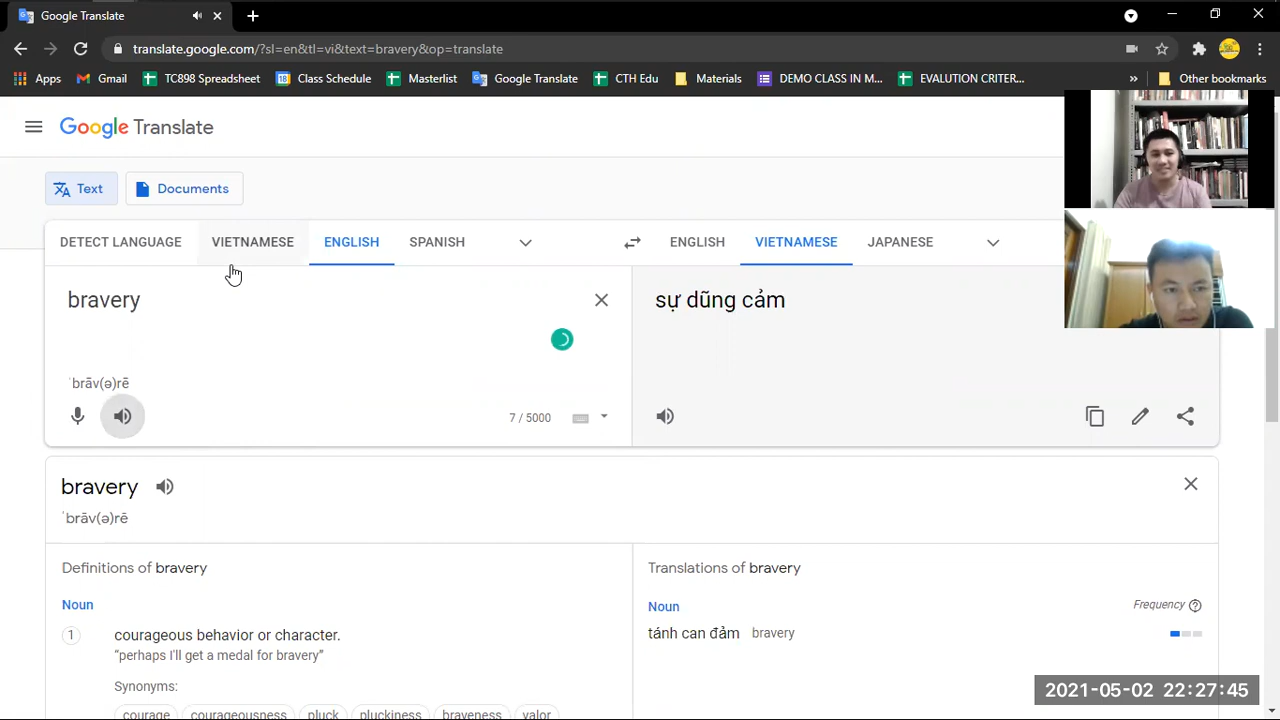 Google Translate
translate.google.com/?sl=en&tl=vi&text=bravery&op=translate
Apps Gmail TC898 Spreadsheet Class Schedule Masterlist Google Translate CTH Edu Materials DEMO CLASS IN M... EVALUTION CRITER... » Other bookmarks
Google Translate
Text Documents
DETECT LANGUAGE VIETNAMESE ENGLISH SPANISH ENGLISH VIETNAMESE JAPANESE
bravery sự dũng cảm
ˈbrāv(ə)rē
7 / 5000
bravery
ˈbrāv(ə)rē
Definitions of bravery Translations of bravery
Noun Noun Frequency
1 courageous behavior or character. tánh can đảm bravery
“perhaps I'll get a medal for bravery”
Synonyms:
courage courageousness pluck pluckiness braveness valor
2021-05-02 22:27:45